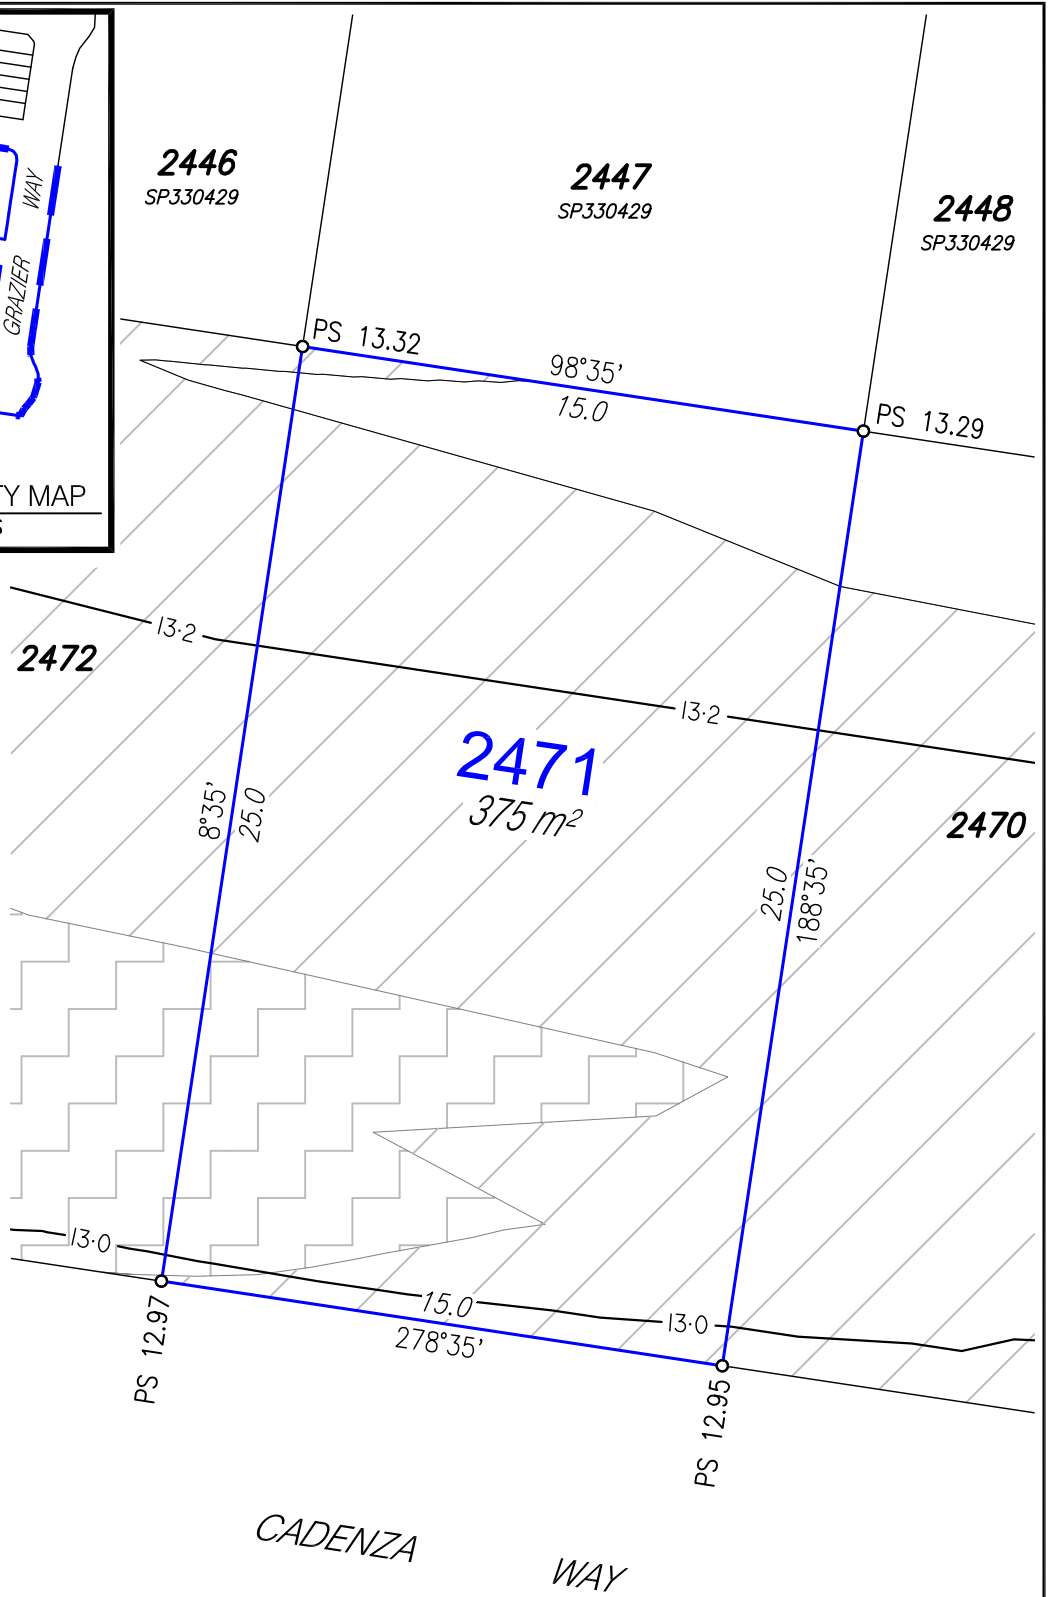 2446
SP330429
2447
SP330429
2448
SP330429
WAY
GRAZIER
TY MAP
S
PS 13.32
98°35'
15.0
PS 13.29
13·2
2472
13·2
2471
375 m²
8°35'
25.0
2470
25.0
188°35'
13·0
15.0
13·0
278°35'
PS 12.97
PS 12.95
CADENZA WAY